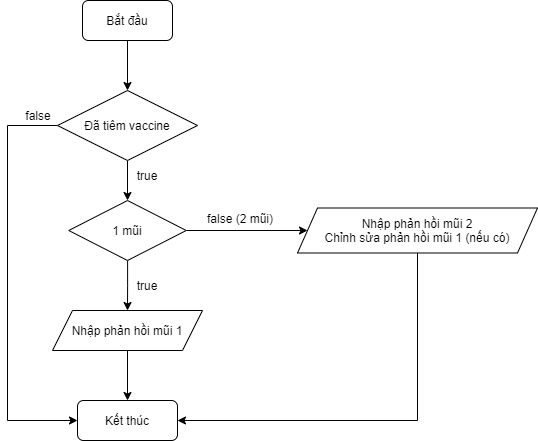 Bắt đầu
false
Đã tiêm vaccine
true
1 mũi
false (2 mũi)
Nhập phản hồi mũi 2
Chỉnh sửa phản hồi mũi 1 (nếu có)
true
Nhập phản hồi mũi 1
Kết thúc